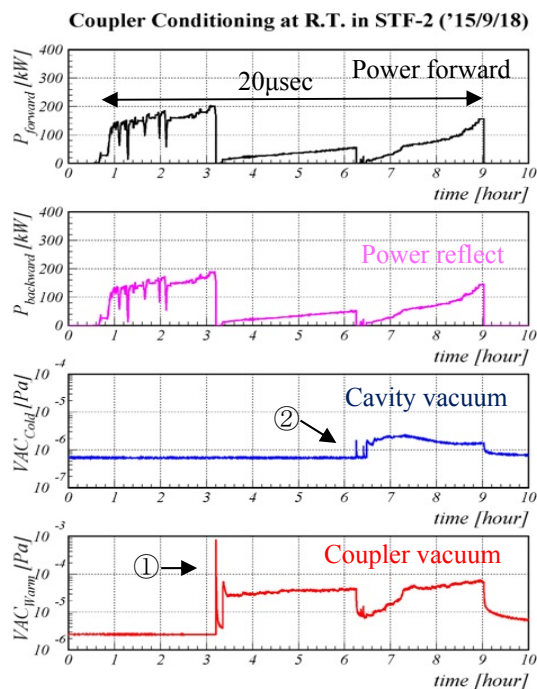 Coupler Conditioning at R.T. in STF-2 ('15/9/18)
P_forward [kW]
400
300
200
100
0
20μsec
Power forward
0 1 2 3 4 5 6 7 8 9 10
time [hour]
P_backward [kW]
400
300
200
100
0
Power reflect
0 1 2 3 4 5 6 7 8 9 10
time [hour]
VAC_Cold [Pa]
10^-4
10^-5
10^-6
10^-7
Cavity vacuum
②
0 1 2 3 4 5 6 7 8 9 10
time [hour]
VAC_Warm [Pa]
10^-3
10^-4
10^-5
10^-6
Coupler vacuum
①
0 1 2 3 4 5 6 7 8 9 10
time [hour]